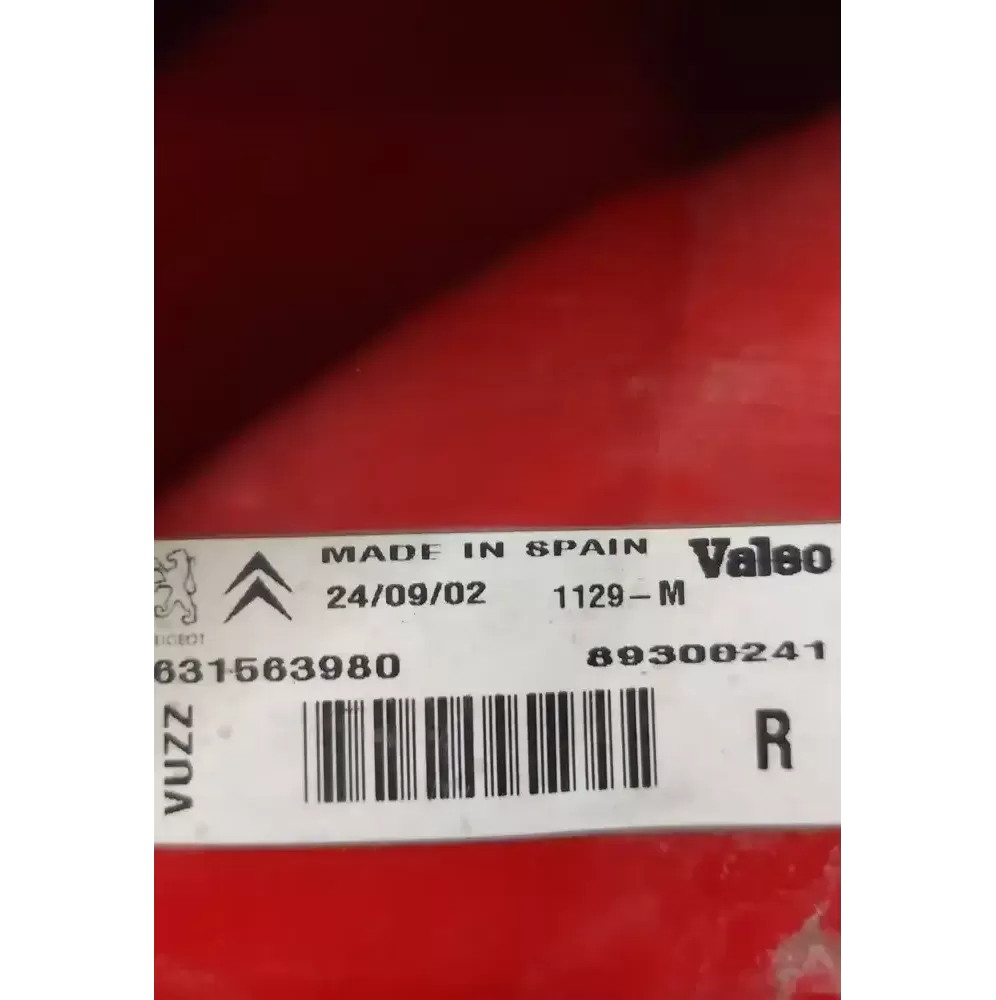 MADE IN SPAIN
Valeo
24/09/02 1129-M
631563980
89300241
VUZZ
R